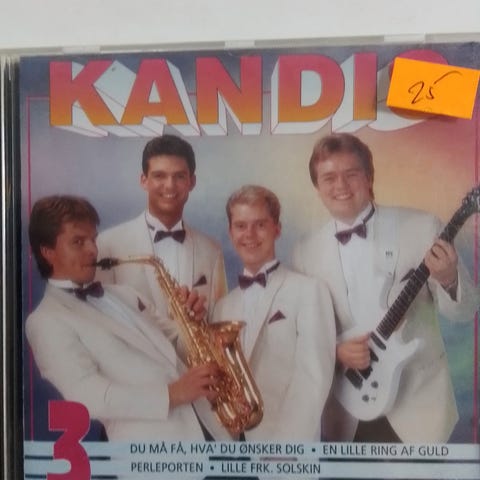 KANDIS
25
3
DU MÅ FÅ, HVA' DU ØNSKER DIG • EN LILLE RING AF GULD
PERLEPORTEN • LILLE FRK. SOLSKIN